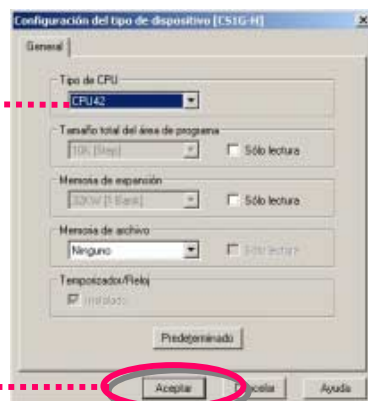 Configuración del tipo de dispositivo [CS1G-H]
General
Tipo de CPU
CPU42
Tamaño total del área de programa
10K [Step]
Sólo lectura
Memoria de expansión
32KW [1 Bank]
Sólo lectura
Memoria de archivo
Ninguno
Sólo lectura
Temporizador/Reloj
Instalado
Predeterminado
Aceptar
Cancelar
Ayuda